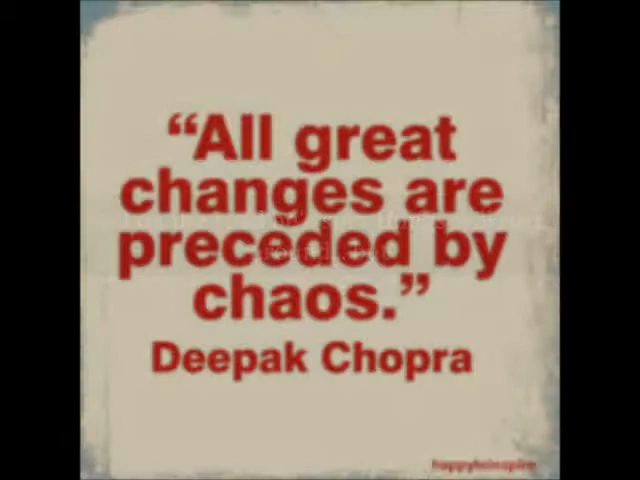 “All great
changes are
preceded by
chaos.”
Deepak Chopra